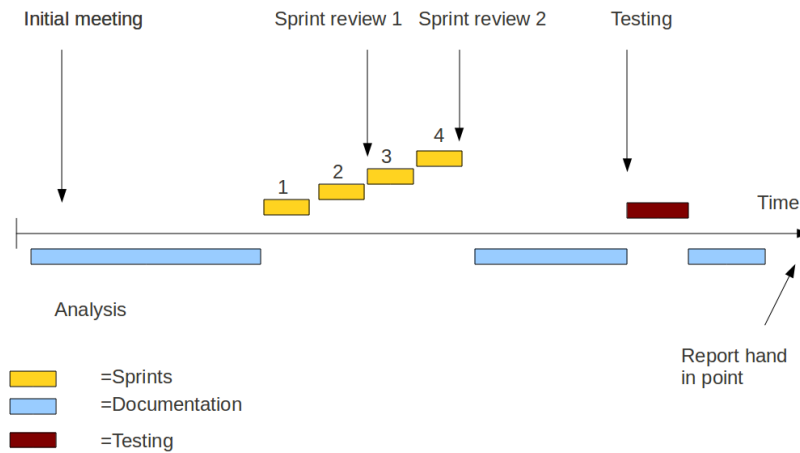 Initial meeting
Sprint review 1
Sprint review 2
Testing
1
2
3
4
Time
Analysis
Report hand
in point
=Sprints
=Documentation
=Testing